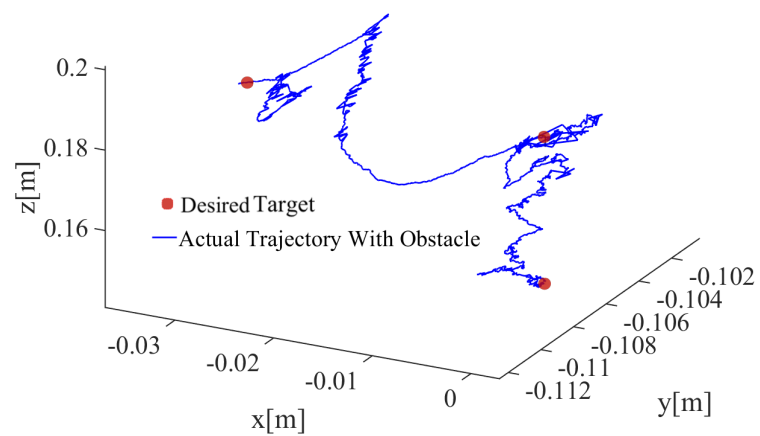 0.2
0.18
0.16
z[m]
Desired Target
Actual Trajectory With Obstacle
-0.03
-0.02
-0.01
0
x[m]
-0.102
-0.104
-0.106
-0.108
-0.11
-0.112
y[m]